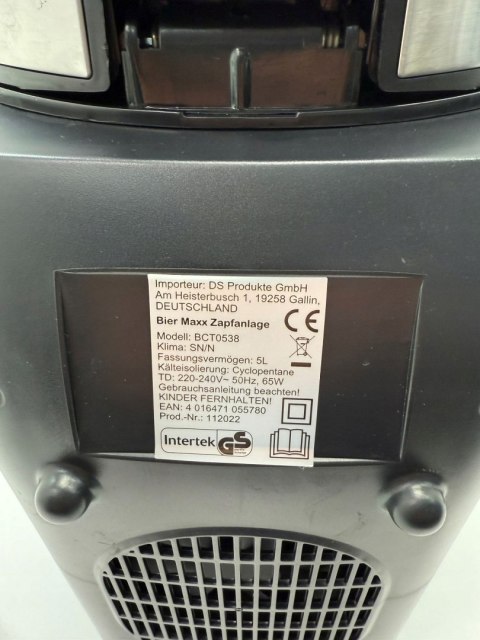 Importeur: DS Produkte GmbH
Am Heisterbusch 1, 19258 Gallin,
DEUTSCHLAND
Bier Maxx Zapfanlage
Modell: BCT0538
Klima: SN/N
Fassungsvermögen: 5L
Kälteisolierung: Cyclopentane
TD: 220-240V~ 50Hz, 65W
Gebrauchsanleitung beachten!
KINDER FERNHALTEN!
EAN: 4 016471 055780
Prod.-Nr.: 112022
CE
Intertek GS